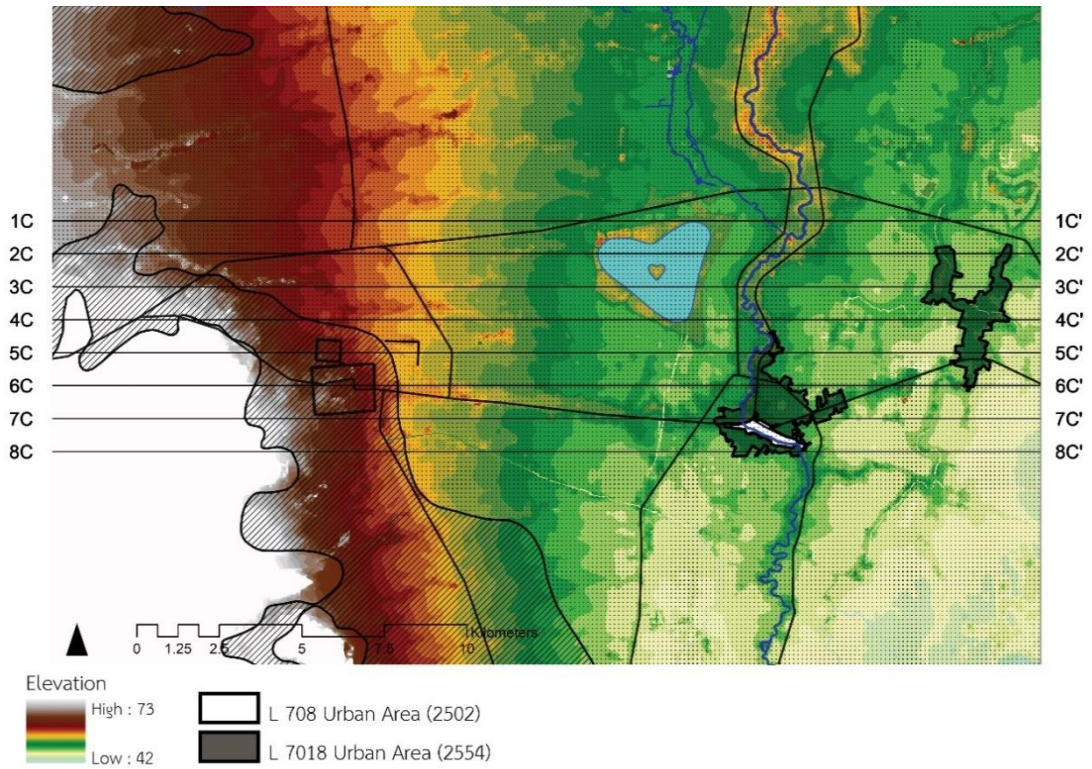 1C 1C'
2C 2C'
3C 3C'
4C 4C'
5C 5C'
6C 6C'
7C 7C'
8C 8C'
Kilometers
0 1.25 2.5 5 7.5 10
Elevation
High : 73
Low : 42
L 708 Urban Area (2502)
L 7018 Urban Area (2554)